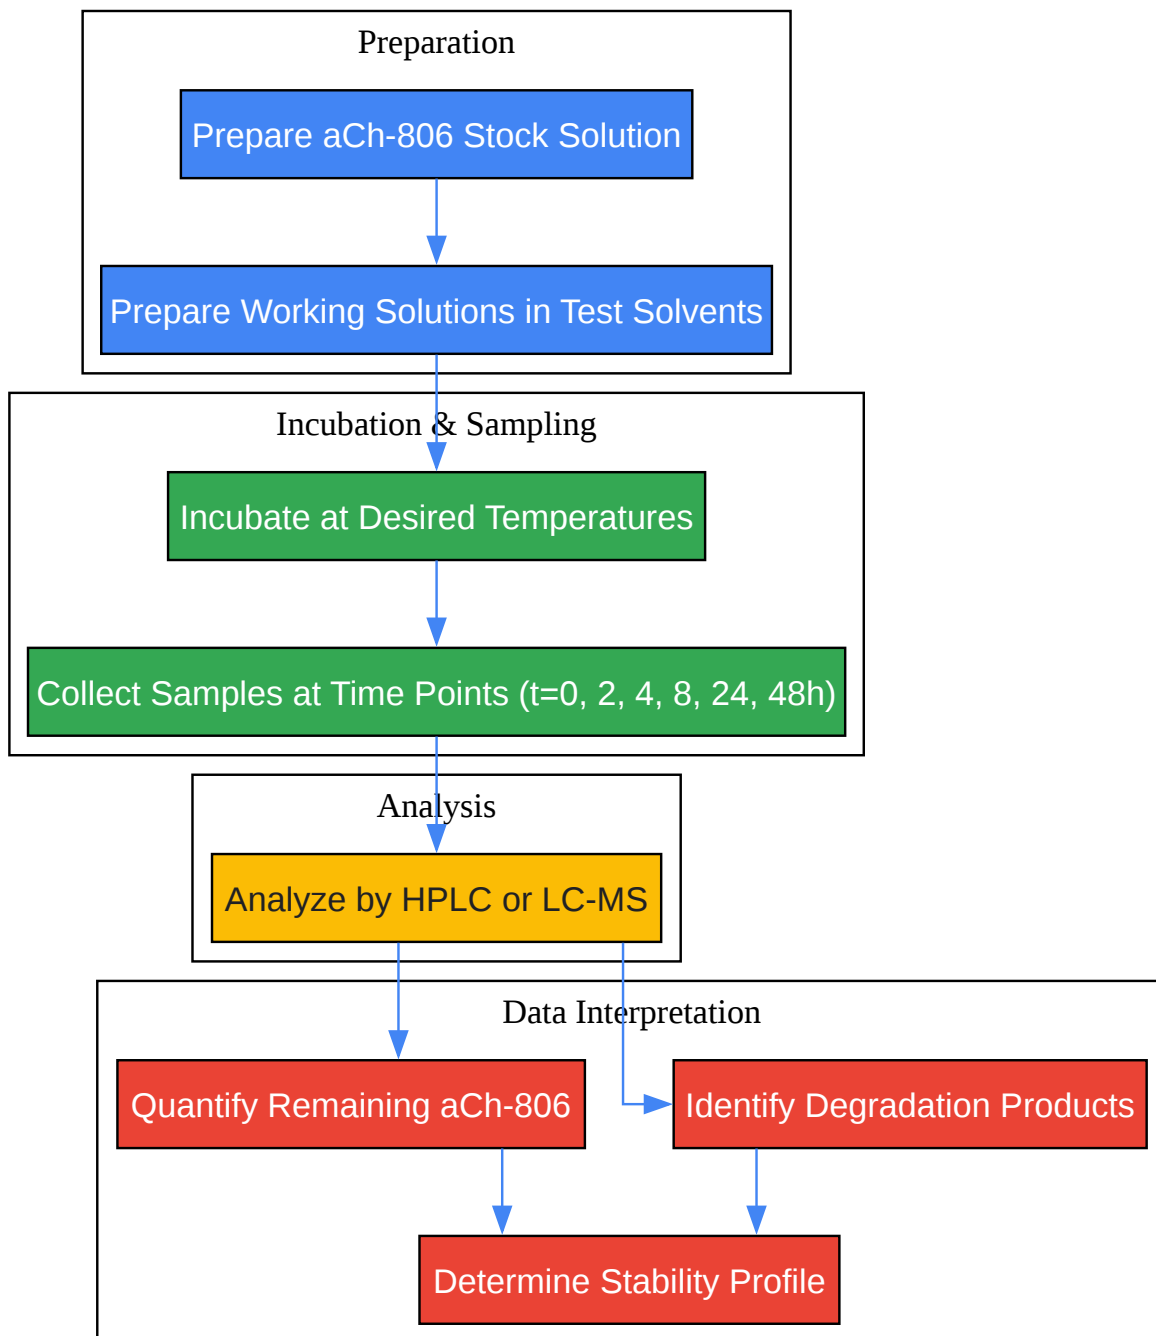 Preparation
Prepare aCh-806 Stock Solution
Prepare Working Solutions in Test Solvents
Incubation & Sampling
Incubate at Desired Temperatures
Collect Samples at Time Points (t=0, 2, 4, 8, 24, 48h)
Analysis
Analyze by HPLC or LC-MS
Data Interpretation
Quantify Remaining aCh-806
Identify Degradation Products
Determine Stability Profile